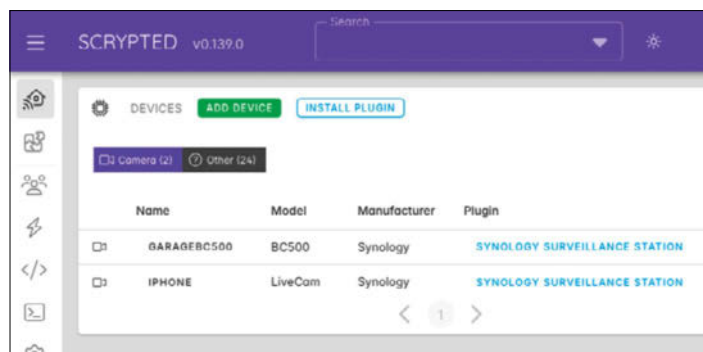 Search
SCRYPTED v0.139.0
DEVICES ADD DEVICE INSTALL PLUGIN
Camera (2) Other (24)
Name Model Manufacturer Plugin
GARAGEBC500 BC500 Synology SYNOLOGY SURVEILLANCE STATION
IPHONE LiveCam Synology SYNOLOGY SURVEILLANCE STATION
1